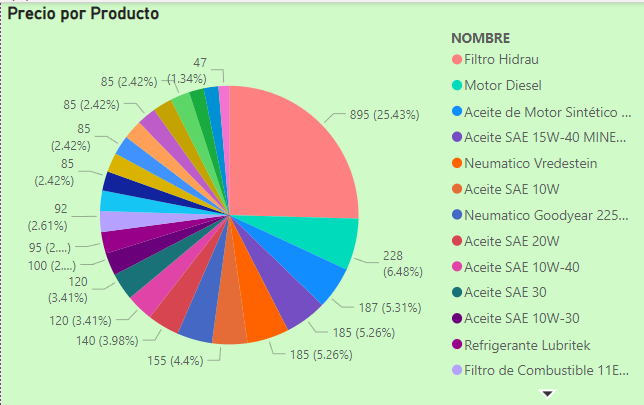 Precio por Producto
NOMBRE
Filtro Hidrau
Motor Diesel
Aceite de Motor Sintético ...
Aceite SAE 15W-40 MINE...
Neumatico Vredestein
Aceite SAE 10W
Neumatico Goodyear 225...
Aceite SAE 20W
Aceite SAE 10W-40
Aceite SAE 30
Aceite SAE 10W-30
Refrigerante Lubritek
Filtro de Combustible 11E...
895 (25.43%)
228
(6.48%)
187 (5.31%)
185 (5.26%)
185 (5.26%)
155 (4.4%)
140 (3.98%)
120 (3.41%)
120
(3.41%)
100 (2....)
95 (2....)
92
(2.61%)
85
(2.42%)
85
(2.42%)
85 (2.42%)
85 (2.42%)
47
(1.34%)